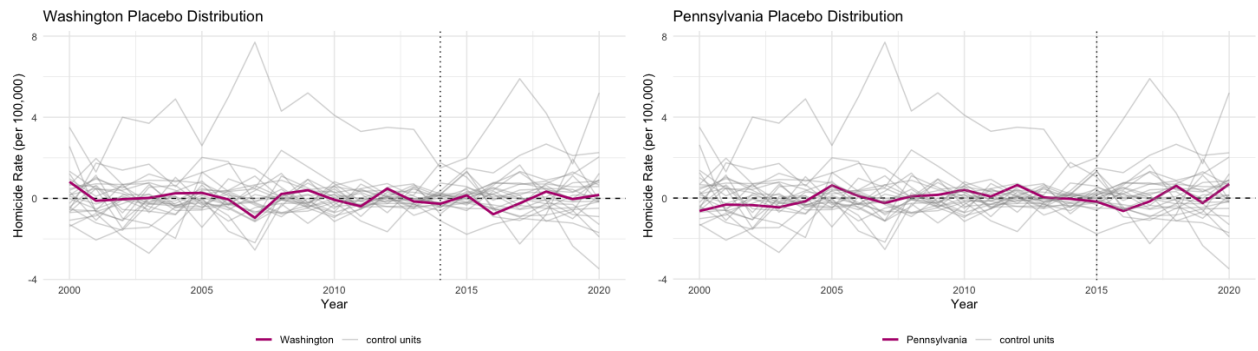 Washington Placebo Distribution
Homicide Rate (per 100,000)
8
4
0
-4
2000 2005 2010 2015 2020
Year
Washington control units
Pennsylvania Placebo Distribution
Homicide Rate (per 100,000)
8
4
0
-4
2000 2005 2010 2015 2020
Year
Pennsylvania control units